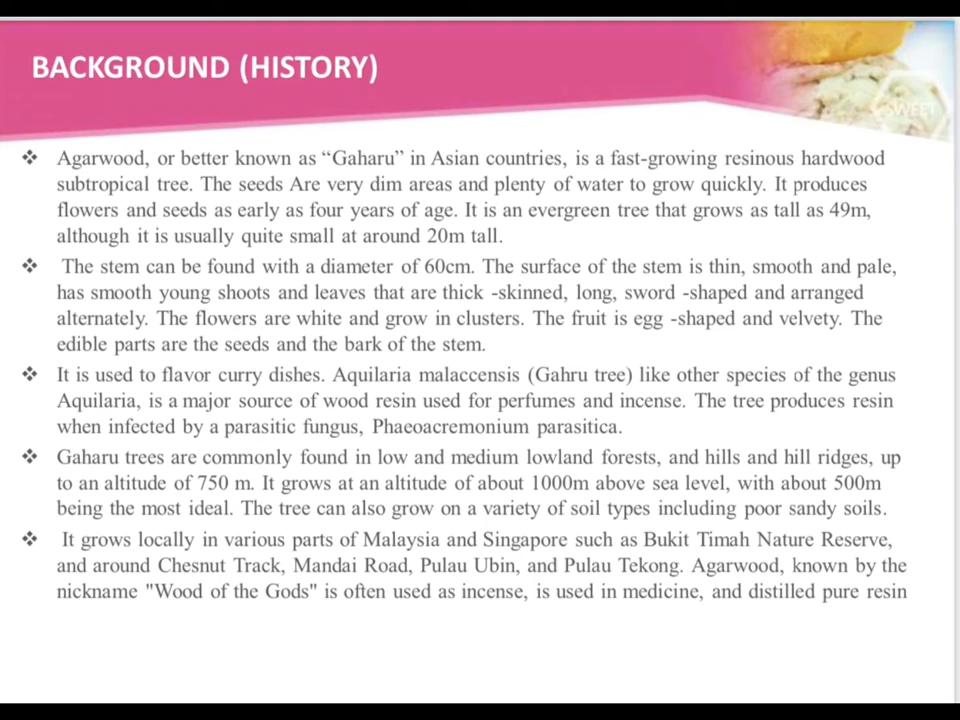 BACKGROUND (HISTORY)
SWEET
❖ Agarwood, or better known as “Gaharu” in Asian countries, is a fast-growing resinous hardwood
subtropical tree. The seeds Are very dim areas and plenty of water to grow quickly. It produces
flowers and seeds as early as four years of age. It is an evergreen tree that grows as tall as 49m,
although it is usually quite small at around 20m tall.
❖ The stem can be found with a diameter of 60cm. The surface of the stem is thin, smooth and pale,
has smooth young shoots and leaves that are thick -skinned, long, sword -shaped and arranged
alternately. The flowers are white and grow in clusters. The fruit is egg -shaped and velvety. The
edible parts are the seeds and the bark of the stem.
❖ It is used to flavor curry dishes. Aquilaria malaccensis (Gahru tree) like other species of the genus
Aquilaria, is a major source of wood resin used for perfumes and incense. The tree produces resin
when infected by a parasitic fungus, Phaeoacremonium parasitica.
❖ Gaharu trees are commonly found in low and medium lowland forests, and hills and hill ridges, up
to an altitude of 750 m. It grows at an altitude of about 1000m above sea level, with about 500m
being the most ideal. The tree can also grow on a variety of soil types including poor sandy soils.
❖ It grows locally in various parts of Malaysia and Singapore such as Bukit Timah Nature Reserve,
and around Chesnut Track, Mandai Road, Pulau Ubin, and Pulau Tekong. Agarwood, known by the
nickname "Wood of the Gods" is often used as incense, is used in medicine, and distilled pure resin